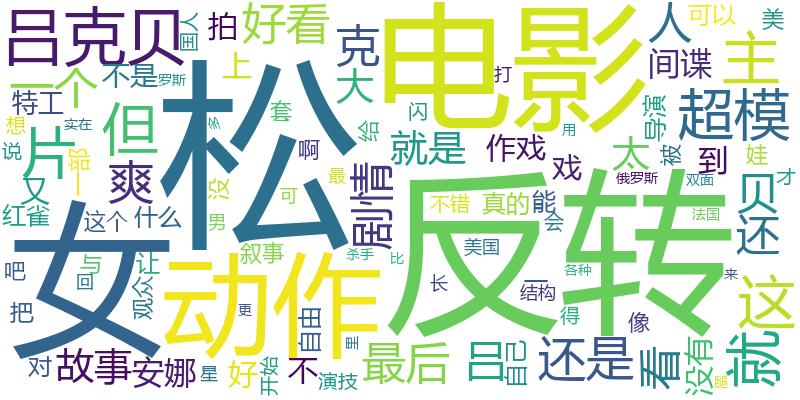 吕克贝
国人
拍
好看
电影
人
可以
美
一个
不是
罗斯
上
克
间谍
主
特工
大
打
想
但
松
套
闪
导演
超模
说
实在
片
多
给
就是
作戏
部
爽
啊
太
被
到
娃
一
又
没
剧情
戏
才
红雀
这个
什么
男
可
最
不错
真的
能
俄罗斯
双面
贝
还
会
法国
女
反转
吧
与
让
叙事
杀手
比
美国
回
动作
各种
来
这
把
观众
更
自由
里
长
一
结构
得
像
对
故事
安娜
星
好
开始
不
演技
最后
吕
自己
还是
看
没有
腿
就
用